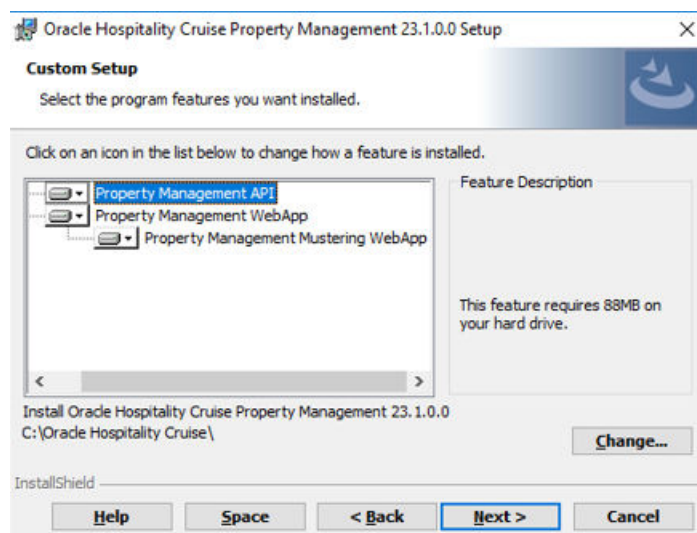 Oracle Hospitality Cruise Property Management 23.1.0.0 Setup
Custom Setup
Select the program features you want installed.
Click on an icon in the list below to change how a feature is installed.
Property Management API
Property Management WebApp
Property Management Mustering WebApp
Feature Description
This feature requires 88MB on
your hard drive.
Install Oracle Hospitality Cruise Property Management 23.1.0.0
C:\Oracle Hospitality Cruise\
Change...
InstallShield
Help
Space
< Back
Next >
Cancel